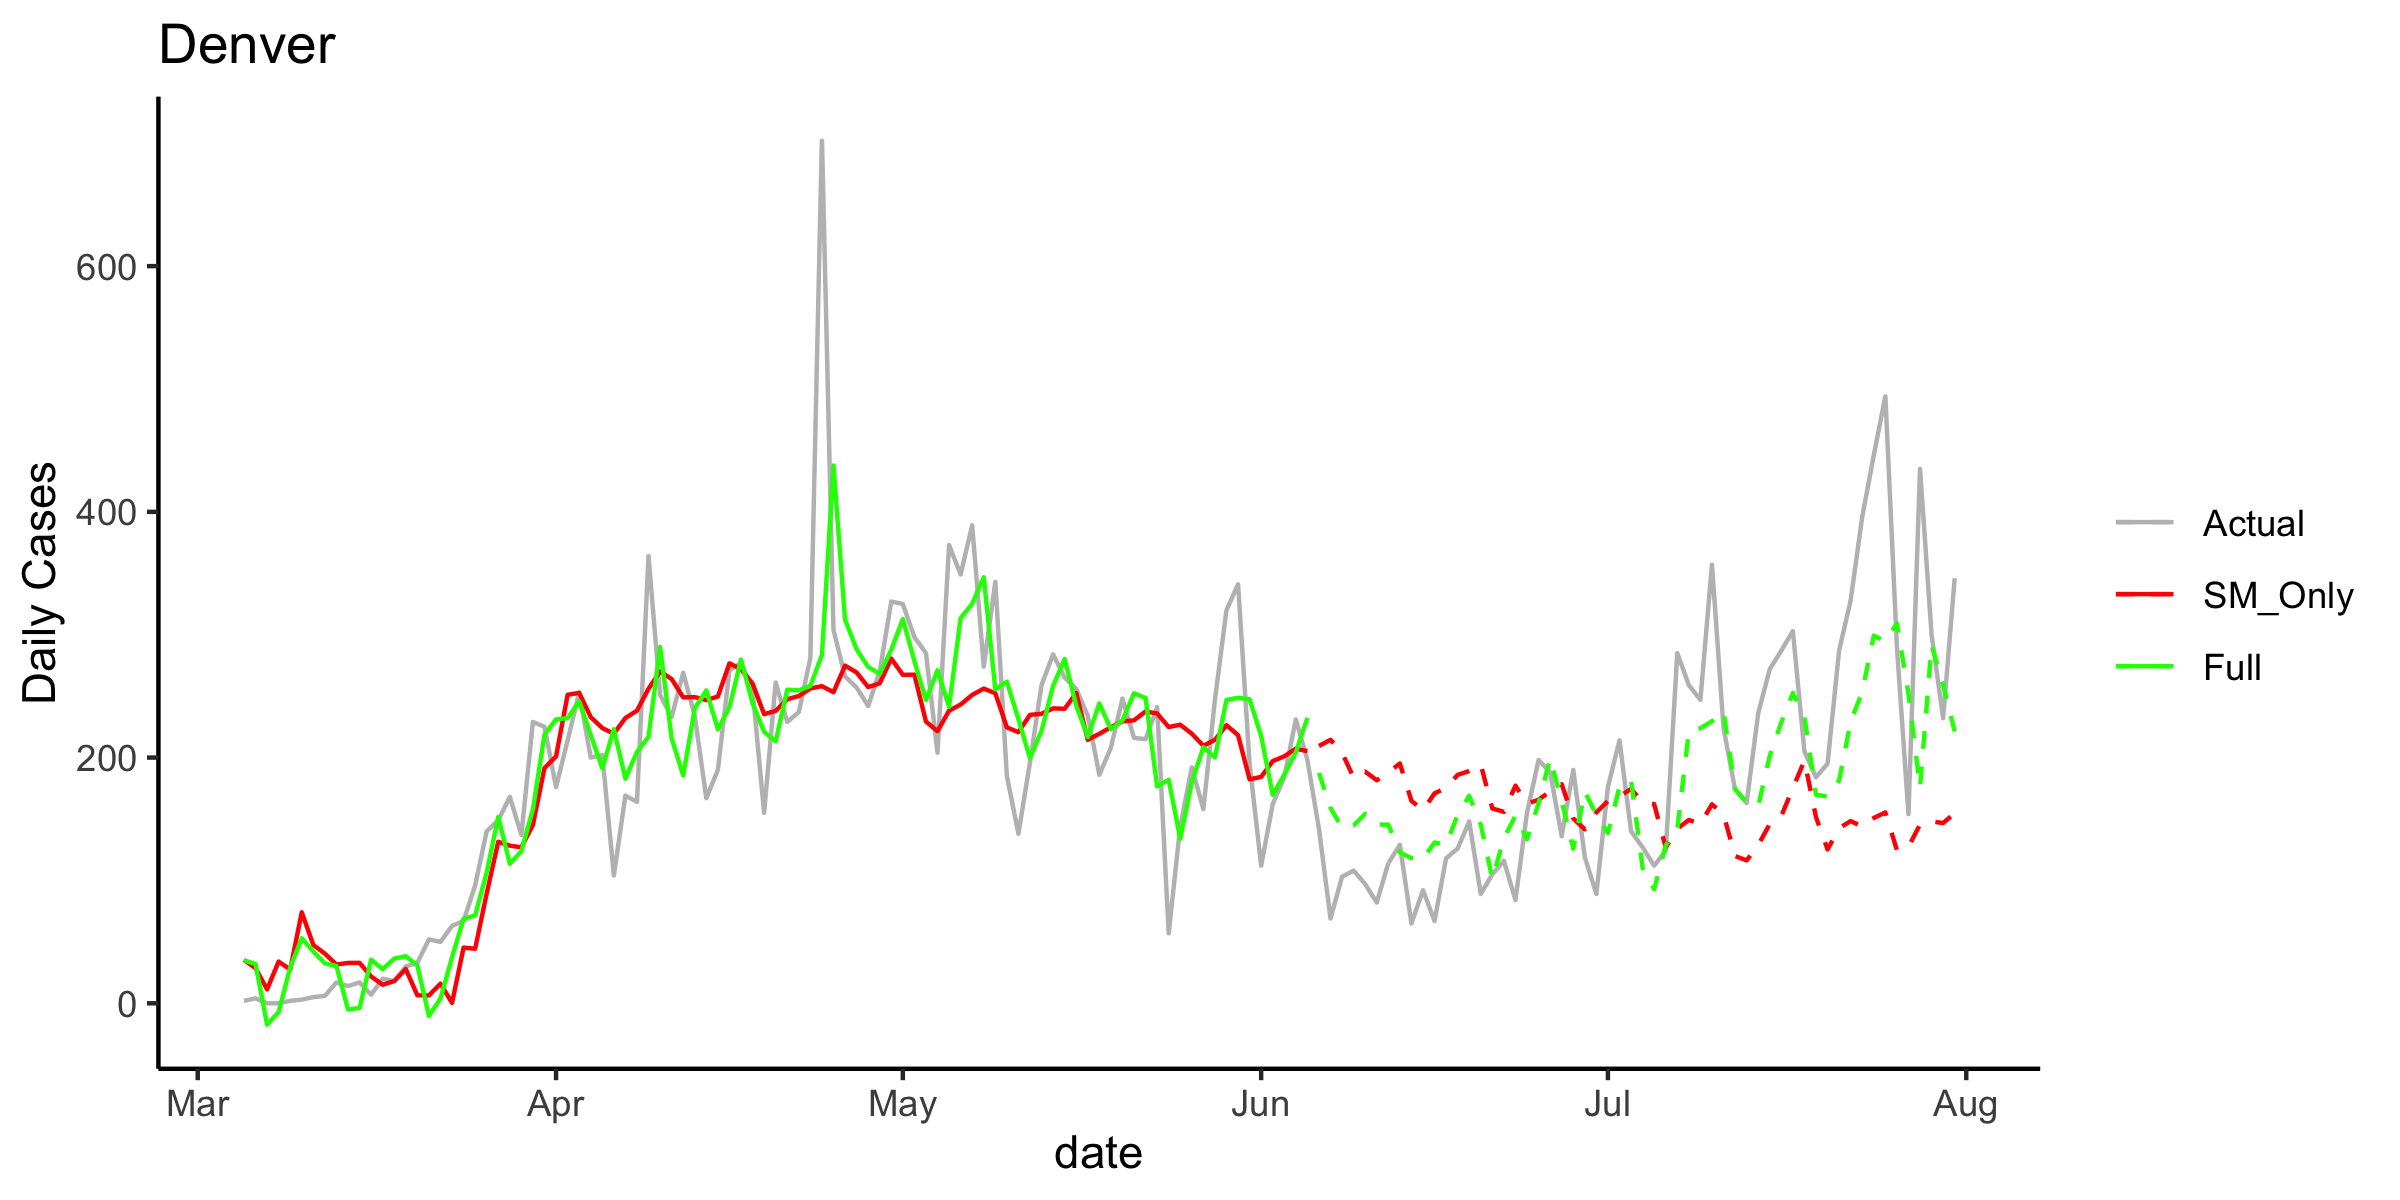 Denver
Daily Cases
600
400
200
0
Mar
Apr
May
Jun
Jul
Aug
date
Actual
SM_Only
Full